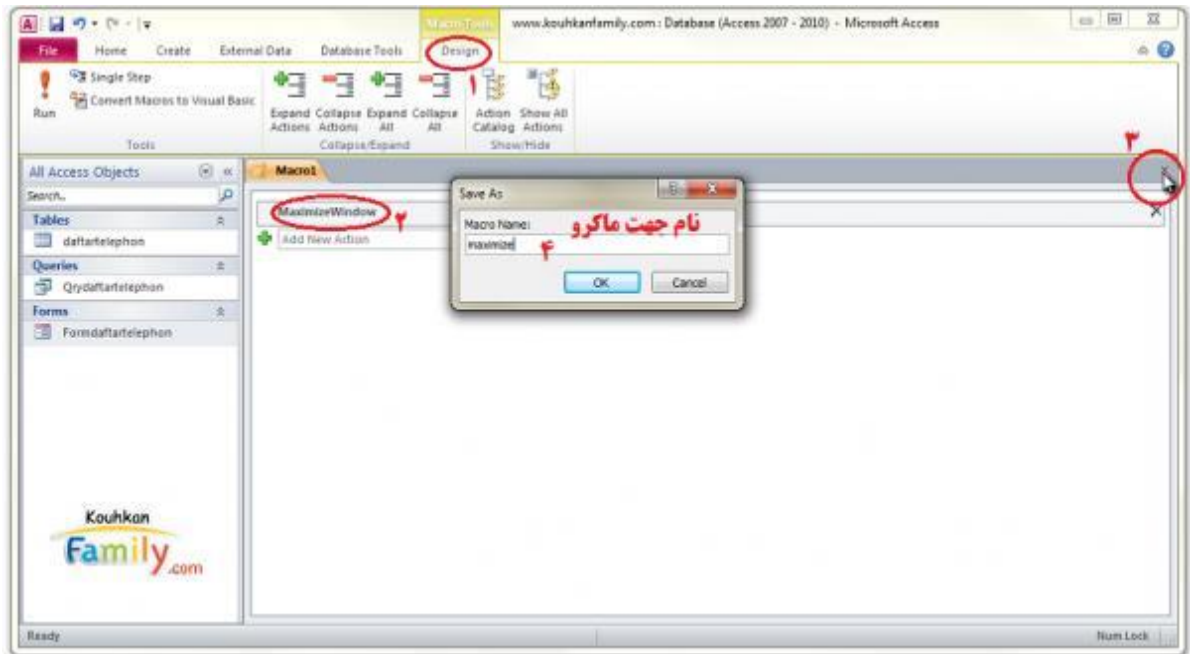 Macro Tools
www.kouhkanfamily.com : Database (Access 2007 - 2010) - Microsoft Access
File Home Create External Data Database Tools Design
۱
Run
Single Step
Convert Macros to Visual Basic
Expand Actions
Collapse Actions
Expand All
Collapse All
Action Catalog
Show All Actions
Tools
Collapse/Expand
Show/Hide
۳
All Access Objects
Search..
Tables
daftartelephon
Queries
Qrydaftartelephon
Forms
Formdaftartelephon
Macro1
MaximizeWindow
۲
Add New Action
Save As
Macro Name:
نام جهت ماکرو
maximize
۴
OK
Cancel
Kouhkan
Family.com
Ready
Num Lock